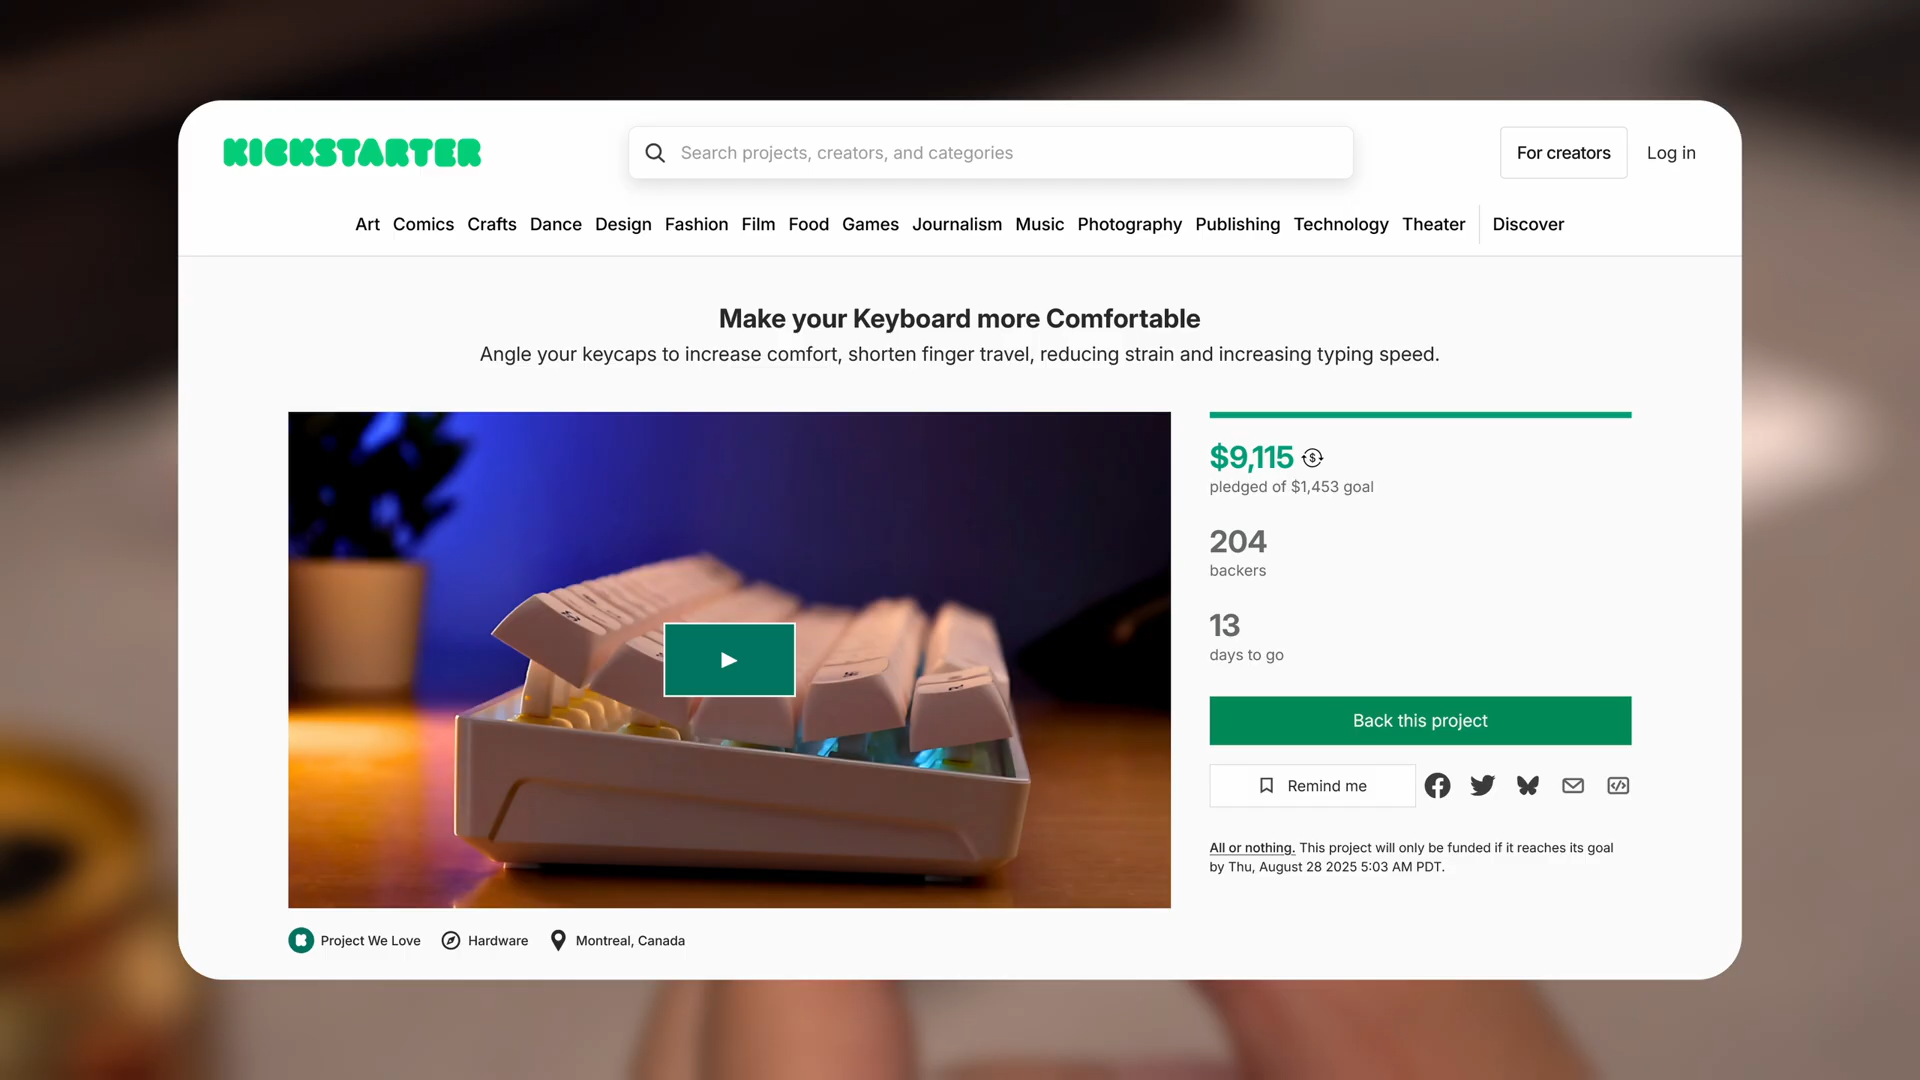 KICKSTARTER
Search projects, creators, and categories
For creators
Log in
Art Comics Crafts Dance Design Fashion Film Food Games Journalism Music Photography Publishing Technology Theater Discover
Make your Keyboard more Comfortable
Angle your keycaps to increase comfort, shorten finger travel, reducing strain and increasing typing speed.
$9,115
pledged of $1,453 goal
204
backers
13
days to go
Back this project
Remind me
All or nothing. This project will only be funded if it reaches its goal
by Thu, August 28 2025 5:03 AM PDT.
Project We Love
Hardware
Montreal, Canada